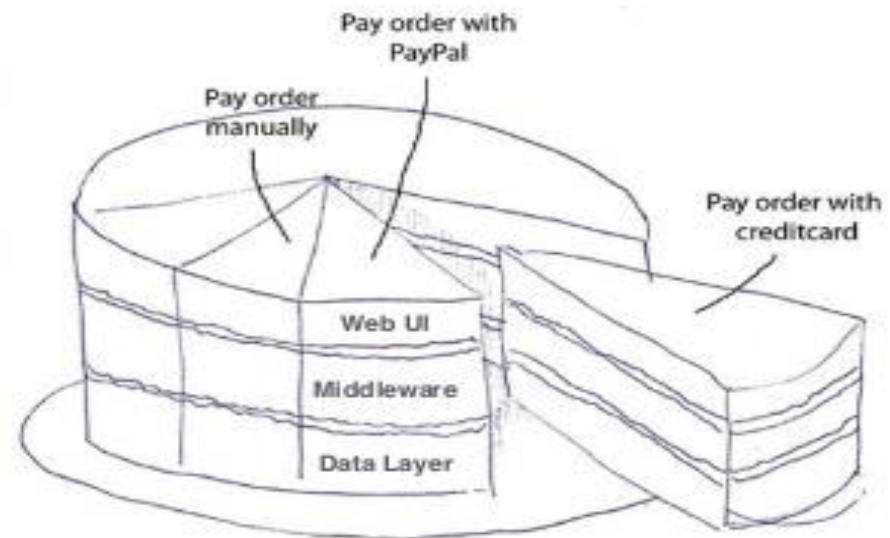 Pay order with
PayPal
Pay order
manually
Pay order with
creditcard
Web UI
Middleware
Data Layer